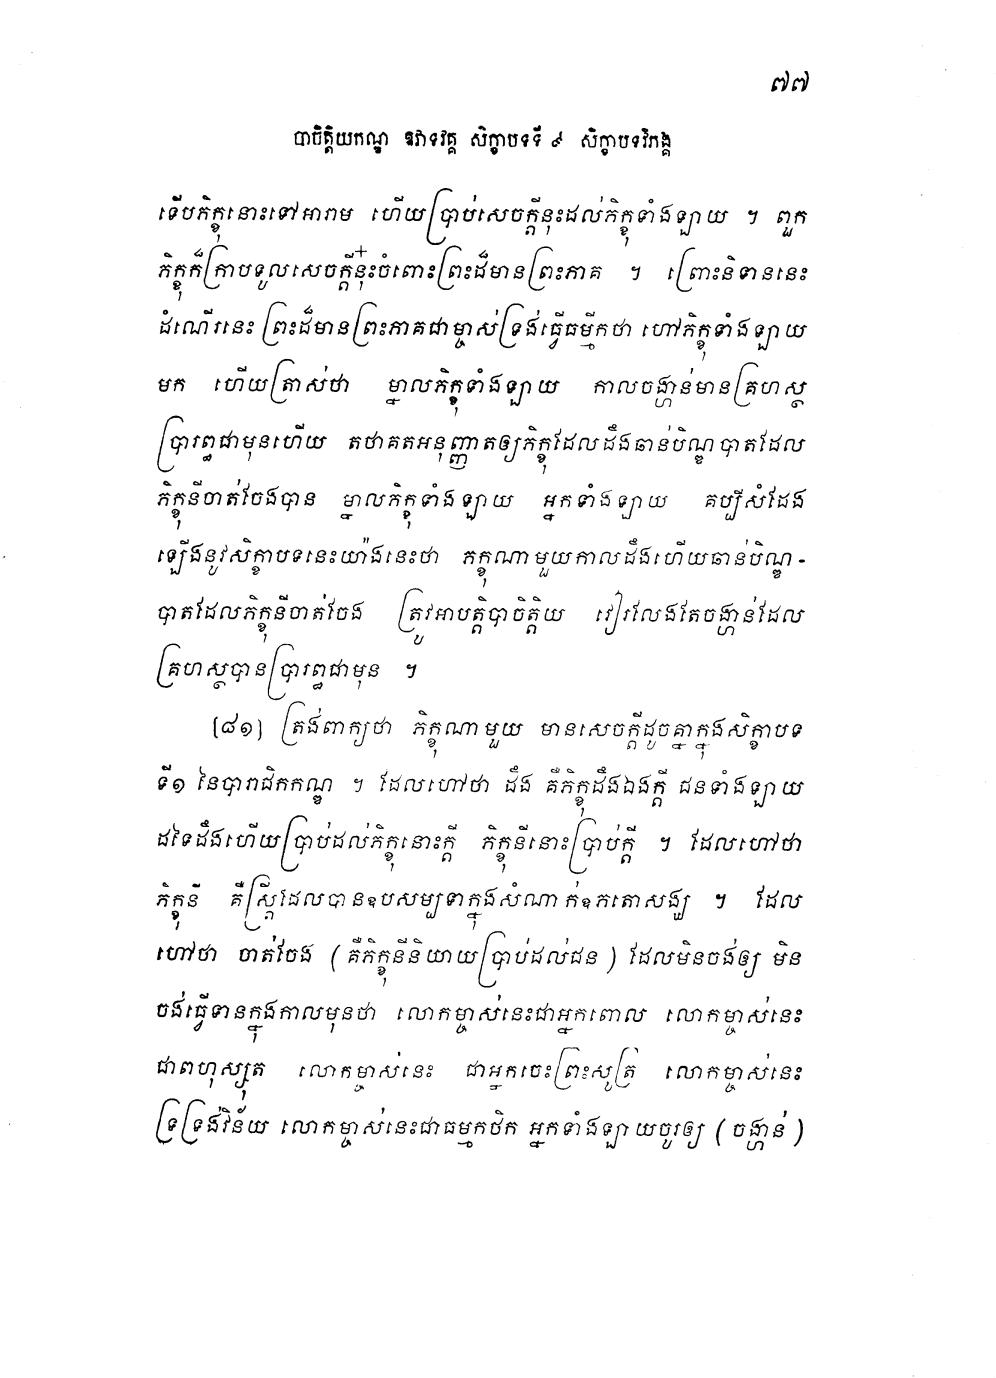 ៧៧
បាចិត្តិយកណ្ឌ ឱវាទវគ្គ សិក្ខាបទទី ៩ សិក្ខាបទវិភង្គ
ទើបភិក្ខុនោះទៅអារាម ហើយប្រាប់សេចក្តីនុ៎ះដល់ភិក្ខុទាំងឡាយ ។ ពួក
ភិក្ខុក៏ក្រាបទូលសេចក្តីនុ៎ះចំពោះព្រះដ៏មានព្រះភាគ ។ ព្រោះនិទាននេះ
ដំណើរនេះ ព្រះដ៏មានព្រះភាគជាម្ចាស់ទ្រង់ធ្វើធម្មីកថា ហៅភិក្ខុទាំងឡាយ
មក ហើយត្រាស់ថា ម្នាលភិក្ខុទាំងឡាយ កាលចង្ហាន់មានគ្រហស្ថ
ប្រារព្ធជាមុនហើយ តថាគតអនុញ្ញាតឲ្យភិក្ខុដែលដឹងឆាន់បិណ្ឌបាតដែល
ភិក្ខុនីចាត់ចែងបាន ម្នាលភិក្ខុទាំងឡាយ អ្នកទាំងឡាយ គប្បីសំដែង
ឡើងនូវសិក្ខាបទនេះយ៉ាងនេះថា ភក្ខុណាមួយកាលដឹងហើយឆាន់បិណ្ឌ-
បាតដែលភិក្ខុនីចាត់ចែង ត្រូវអាបត្តិបាចិត្តិយ វៀរលែងតែចង្ហាន់ដែល
គ្រហស្ថបានប្រារព្ធជាមុន ។
[៨១] ត្រង់ពាក្យថា ភិក្ខុណាមួយ មានសេចក្តីដូចគ្នាក្នុងសិក្ខាបទ
ទី១ នៃបារាជិកកណ្ឌ ។ ដែលហៅថា ដឹង គឺភិក្ខុដឹងឯងក្តី ជនទាំងឡាយ
ដទៃដឹងហើយប្រាប់ដល់ភិក្ខុនោះក្តី ភិក្ខុនីនោះប្រាប់ក្តី ។ ដែលហៅថា
ភិក្ខុនី គឺស្ត្រីដែលបានឧបសម្បទាក្នុងសំណាក់ឧភតោសង្ឃ ។ ដែល
ហៅថា ចាត់ចែង (គឺភិក្ខុនីនិយាយប្រាប់ដល់ជន) ដែលមិនចង់ឲ្យ មិន
ចង់ធ្វើទានក្នុងកាលមុនថា លោកម្ចាស់នេះជាអ្នកពោល លោកម្ចាស់នេះ
ជាពហុស្សុត លោកម្ចាស់នេះ ជាអ្នកចេះព្រះសូត្រ លោកម្ចាស់នេះ
ទ្រទ្រង់វិន័យ លោកម្ចាស់នេះជាធម្មកថិក អ្នកទាំងឡាយចូរឲ្យ (ចង្ហាន់)